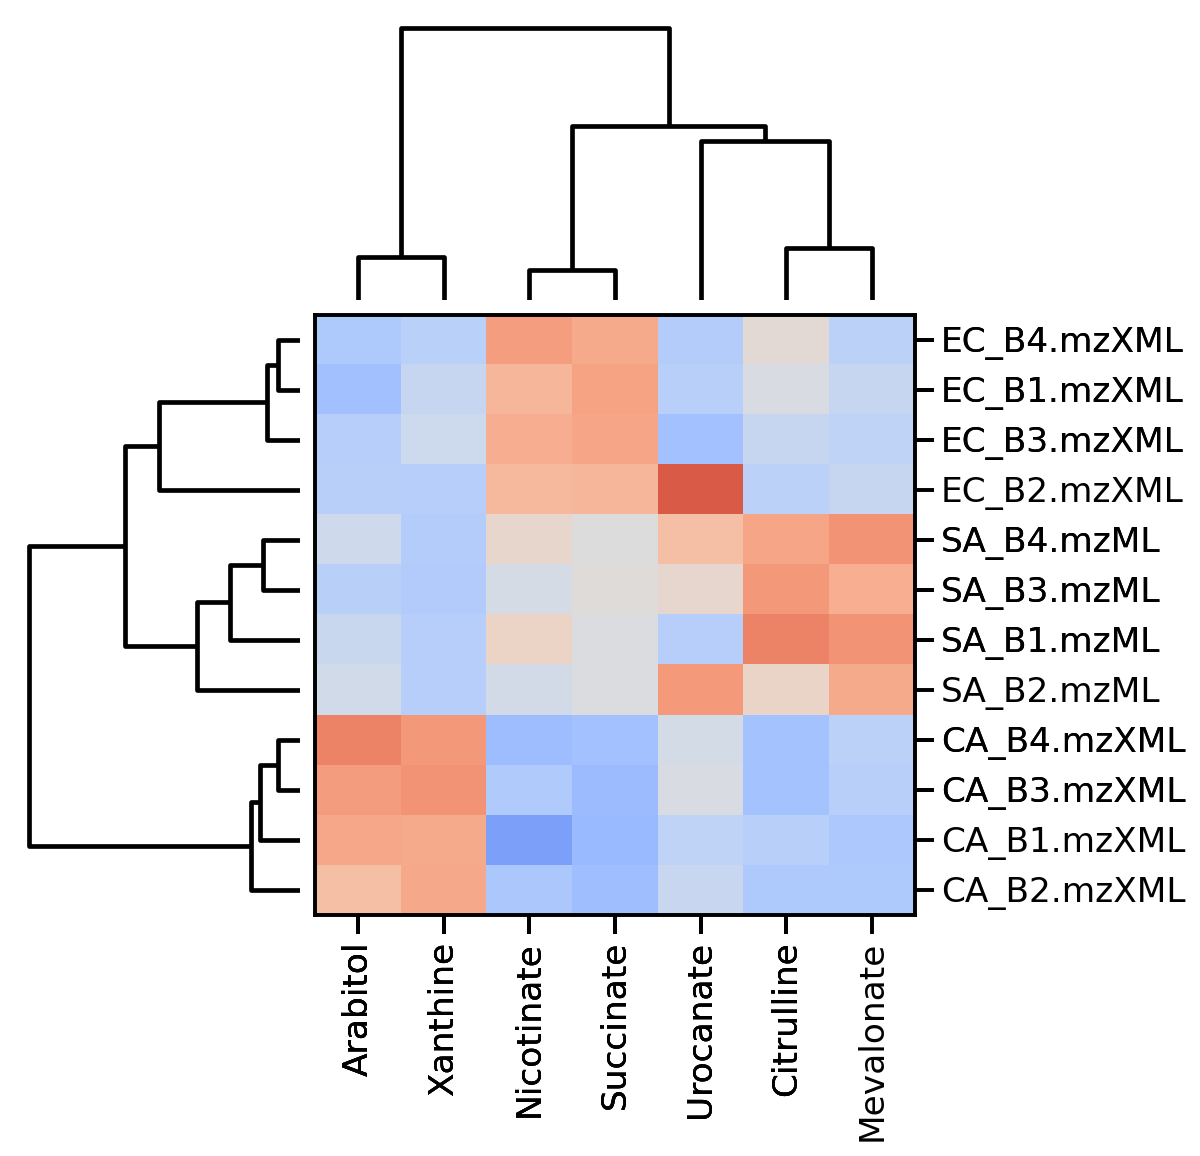 EC_B4.mzXML
EC_B1.mzXML
EC_B3.mzXML
EC_B2.mzXML
SA_B4.mzML
SA_B3.mzML
SA_B1.mzML
SA_B2.mzML
CA_B4.mzXML
CA_B3.mzXML
CA_B1.mzXML
CA_B2.mzXML
Arabitol
Xanthine
Nicotinate
Succinate
Urocanate
Citrulline
Mevalonate